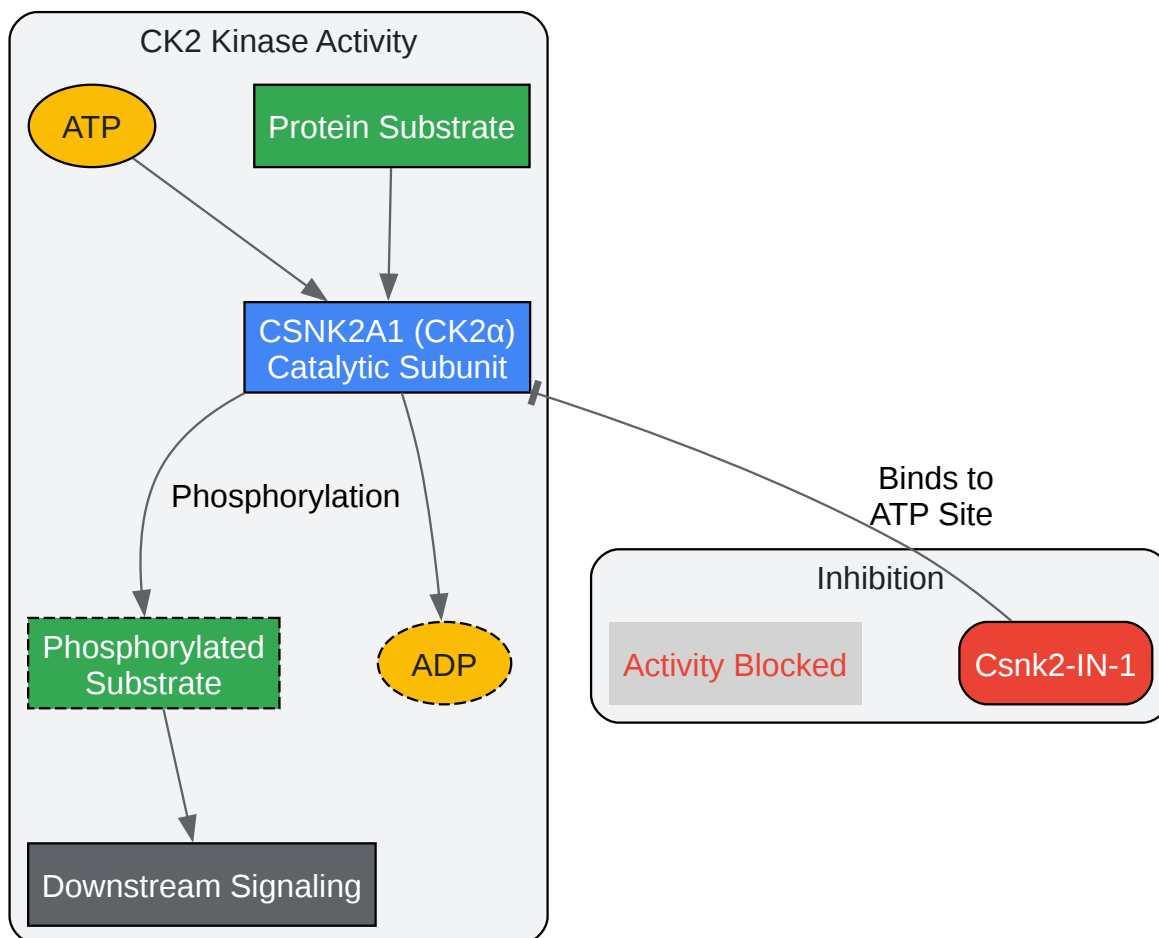 CK2 Kinase Activity
ATP
Protein Substrate
CSNK2A1 (CK2α)
Catalytic Subunit
Phosphorylation
Binds to
ATP Site
Inhibition
Phosphorylated
Substrate
ADP
Activity Blocked
Csnk2-IN-1
Downstream Signaling